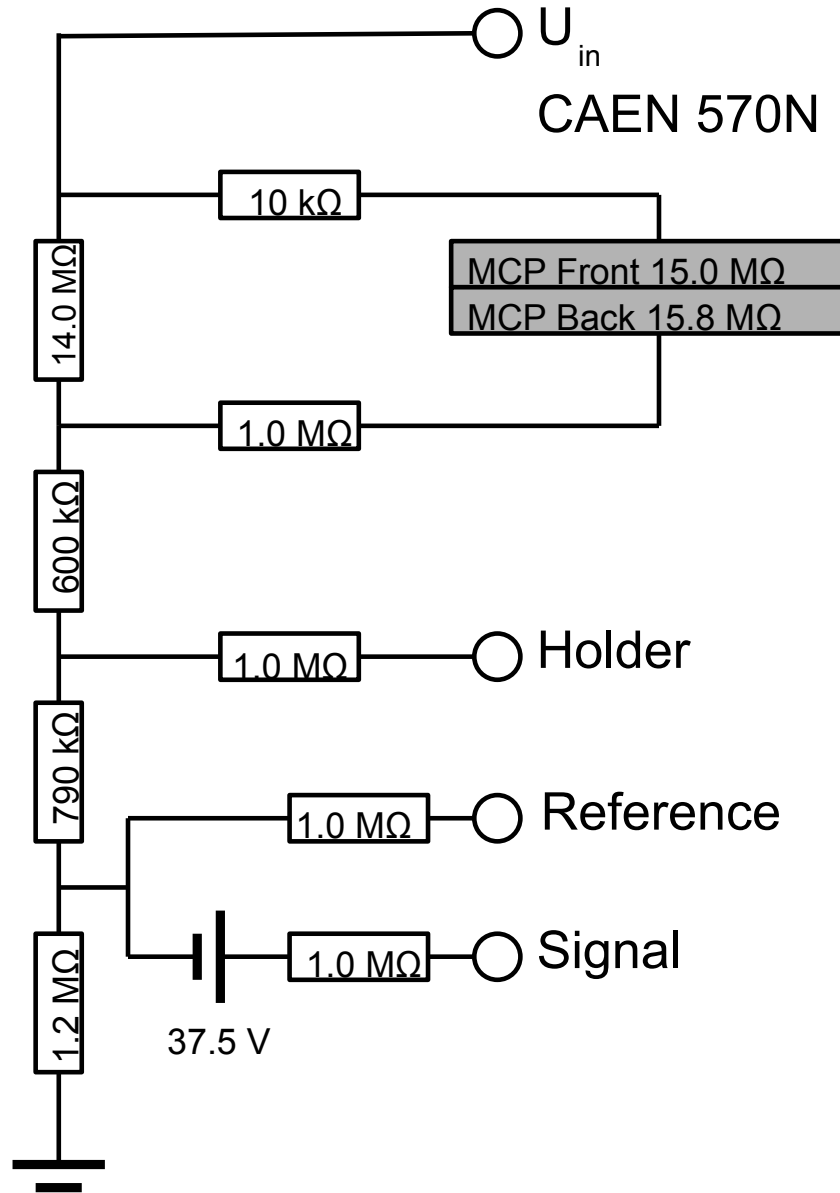 U_in
CAEN 570N
10 kΩ
14.0 MΩ
MCP Front 15.0 MΩ
MCP Back 15.8 MΩ
1.0 MΩ
600 kΩ
1.0 MΩ
Holder
790 kΩ
1.0 MΩ
Reference
1.2 MΩ
1.0 MΩ
Signal
37.5 V